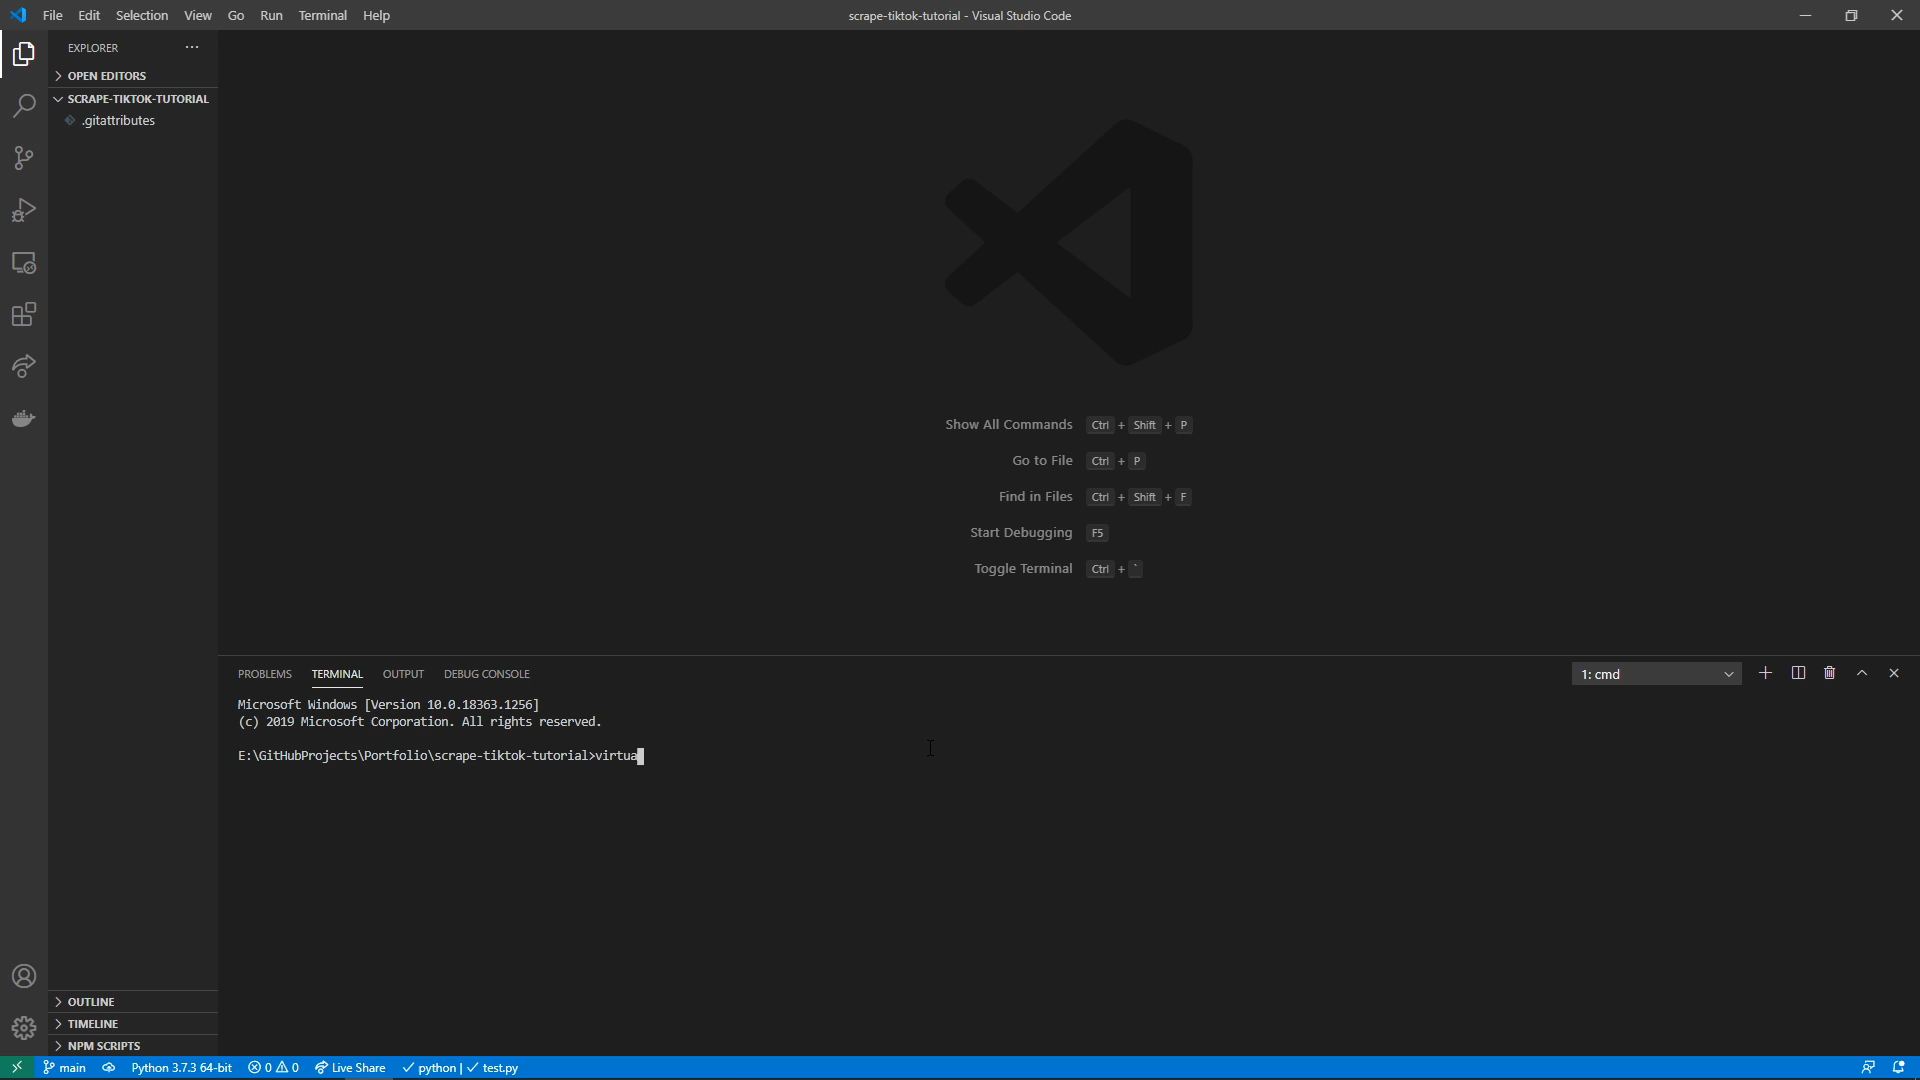 File Edit Selection View Go Run Terminal Help
scrape-tiktok-tutorial - Visual Studio Code
EXPLORER
OPEN EDITORS
SCRAPE-TIKTOK-TUTORIAL
.gitattributes
Show All Commands Ctrl + Shift + P
Go to File Ctrl + P
Find in Files Ctrl + Shift + F
Start Debugging F5
Toggle Terminal Ctrl + `
PROBLEMS TERMINAL OUTPUT DEBUG CONSOLE
1: cmd
Microsoft Windows [Version 10.0.18363.1256]
(c) 2019 Microsoft Corporation. All rights reserved.
E:\GitHubProjects\Portfolio\scrape-tiktok-tutorial>virtua
OUTLINE
TIMELINE
NPM SCRIPTS
main Python 3.7.3 64-bit 0 0 Live Share python | test.py